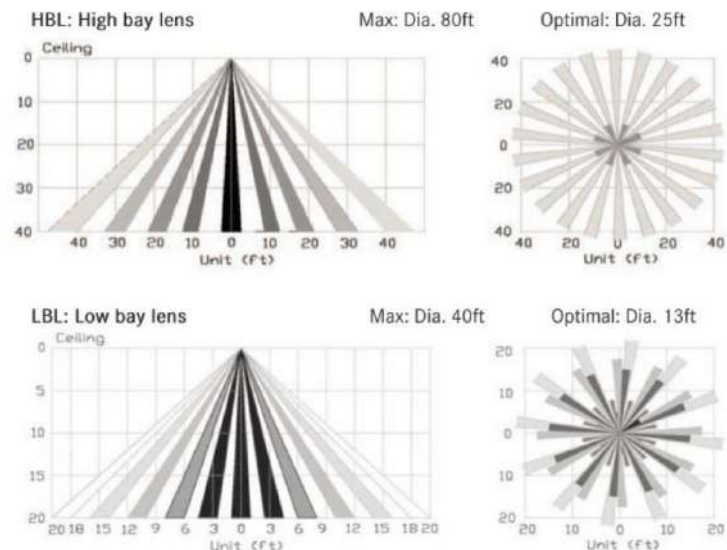 HBL: High bay lens Max: Dia. 80ft Optimal: Dia. 25ft
Ceiling
0
10
20
30
40
40 30 20 10 0 10 20 30 40
Unit (ft)
40
20
0
20
40
40 20 0 20 40
Unit (ft)
LBL: Low bay lens Max: Dia. 40ft Optimal: Dia. 13ft
Ceiling
0
5
10
15
20
20 18 15 12 9 6 3 0 3 6 9 12 15 18 20
Unit (ft)
20
10
0
10
20
20 10 0 10 20
Unit (ft)